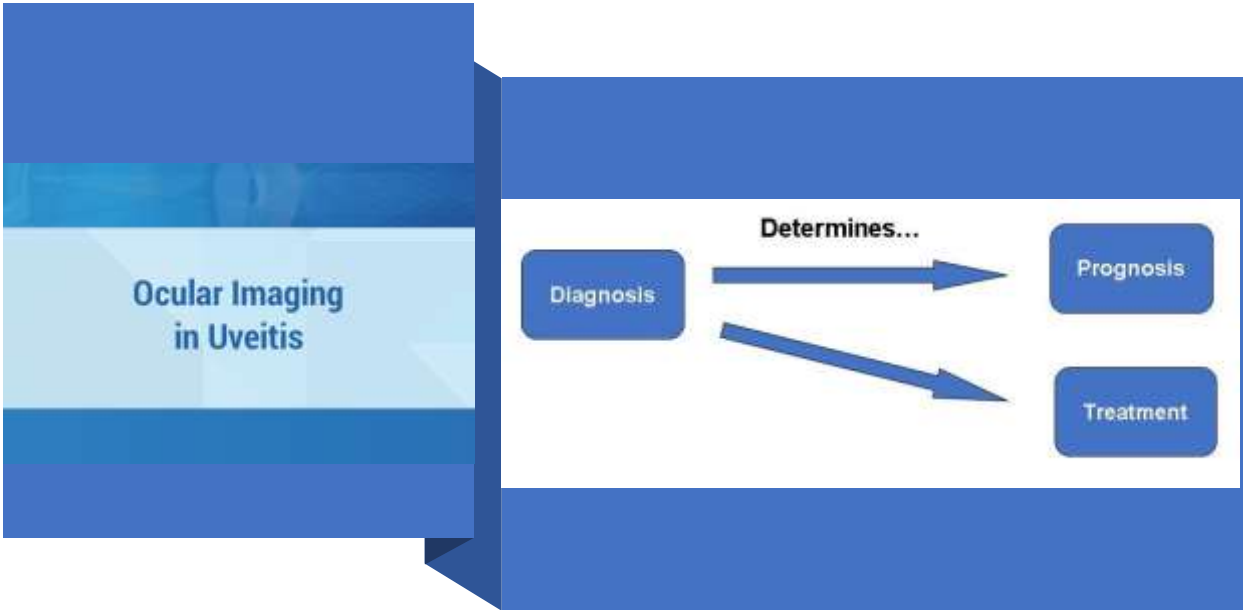 Ocular Imaging
in Uveitis
Determines...
Diagnosis
Prognosis
Treatment